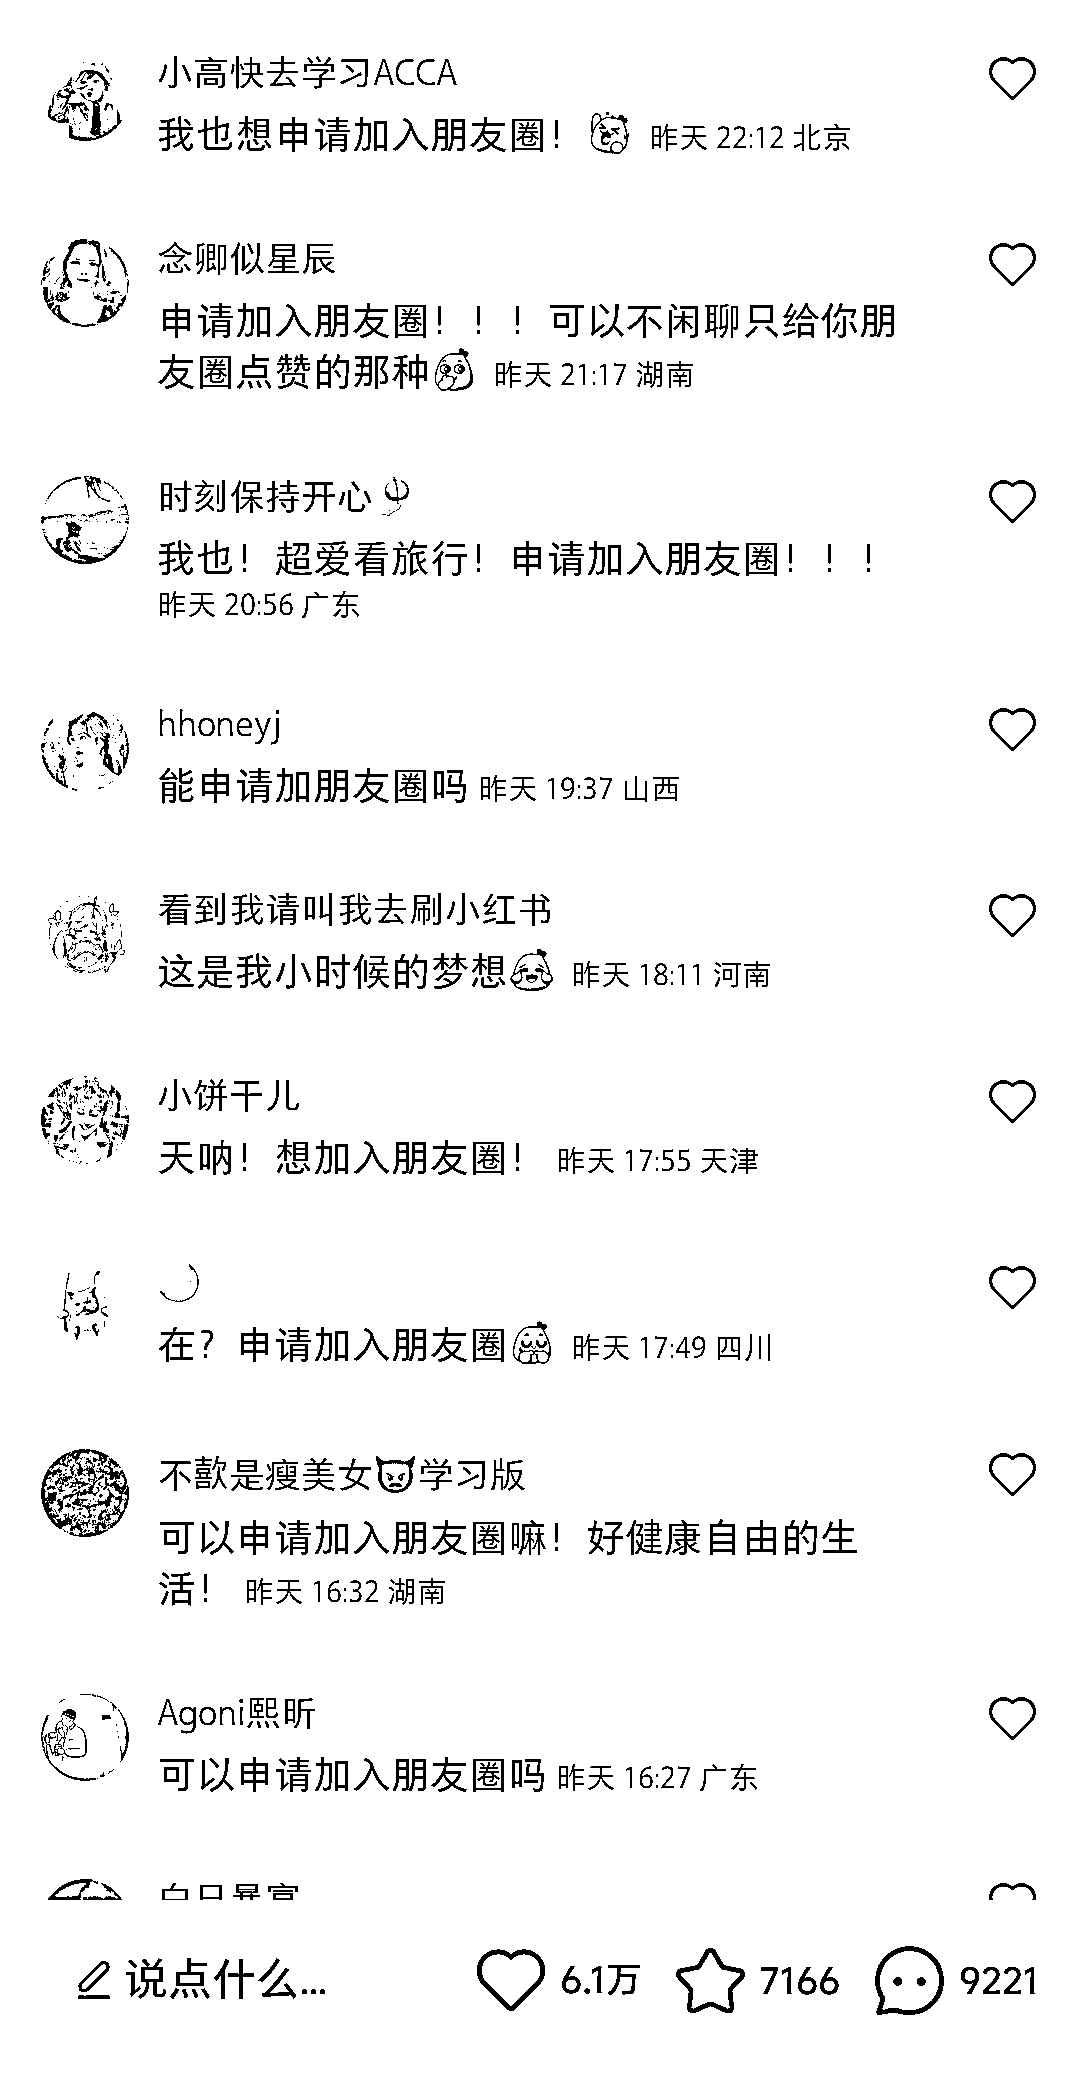 小高快去学习ACCA
我也想申请加入朋友圈！ 昨天 22:12 北京
念卿似星辰
申请加入朋友圈！！！可以不闲聊只给你朋
友圈点赞的那种 昨天 21:17 湖南
时刻保持开心
我也！超爱看旅行！申请加入朋友圈！！！
昨天 20:56 广东
hhoneyj
能申请加朋友圈吗 昨天 19:37 山西
看到我请叫我去刷小红书
这是我小时候的梦想 昨天 18:11 河南
小饼干儿
天呐！想加入朋友圈！ 昨天 17:55 天津
在？申请加入朋友圈 昨天 17:49 四川
不歖是瘦美女👿学习版
可以申请加入朋友圈嘛！好健康自由的生
活！ 昨天 16:32 湖南
Agoni熙昕
可以申请加入朋友圈吗 昨天 16:27 广东
说点什么... 6.1万 7166 9221